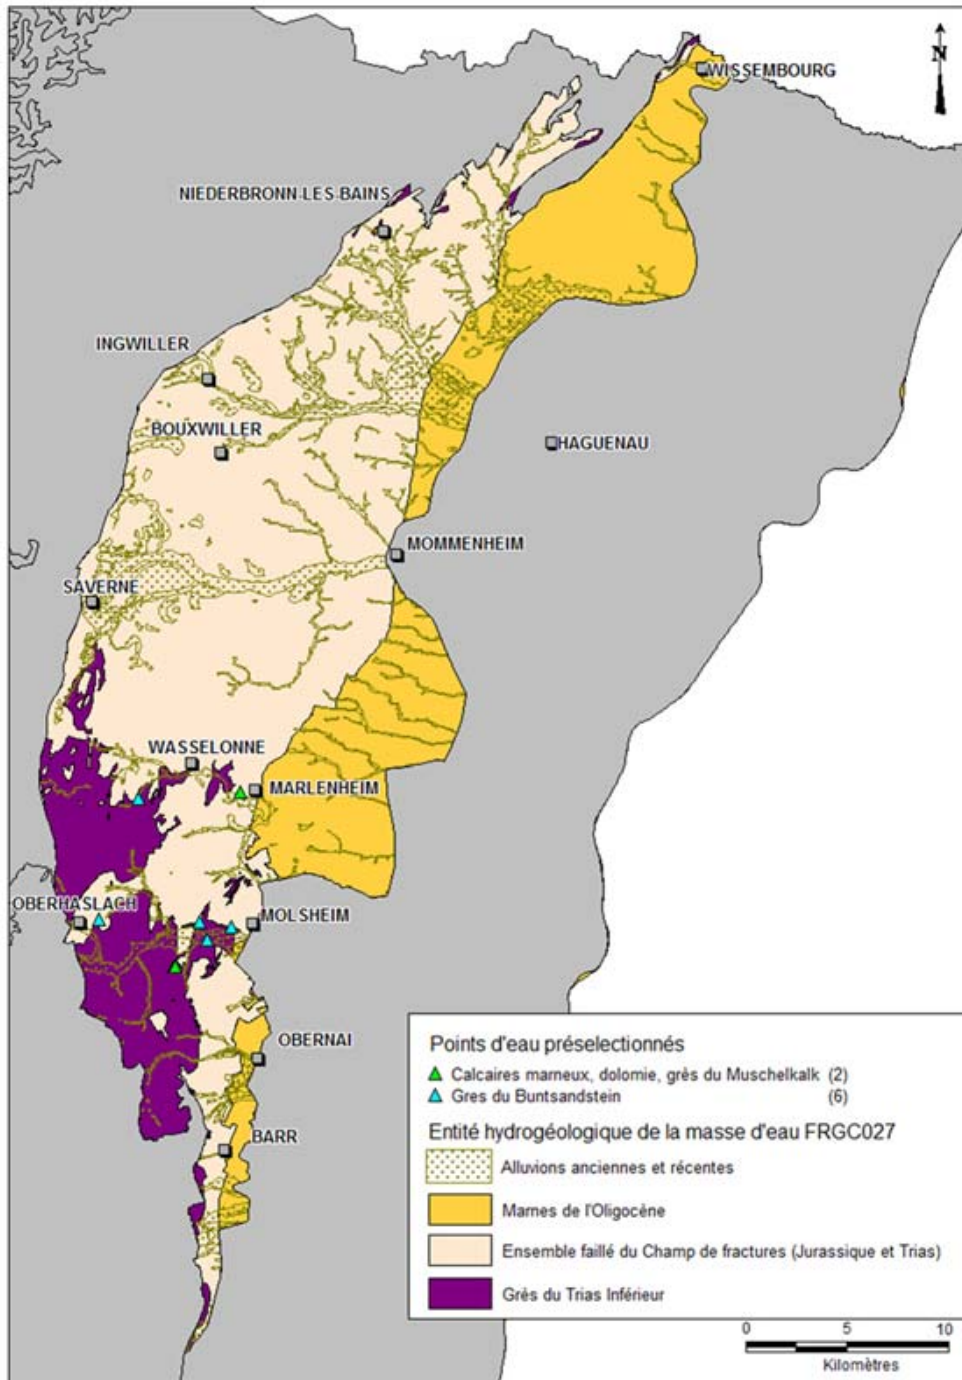 N
WISSEMBOURG
NIEDERBRONN-LES-BAINS
INGWILLER
BOUXWILLER
HAGUENAU
MOMMENHEIM
SAVERNE
WASSELONNE
MARLENHEIM
OBERHASLACH
MOLSHEIM
OBERNAI
BARR
Points d'eau préselectionnés
Calcaires marneux, dolomie, grès du Muschelkalk (2)
Gres du Buntsandstein (6)
Entité hydrogéologique de la masse d'eau FRGC027
Alluvions anciennes et récentes
Marnes de l'Oligocène
Ensemble faillé du Champ de fractures (Jurassique et Trias)
Grès du Trias Inférieur
0 5 10
Kilomètres